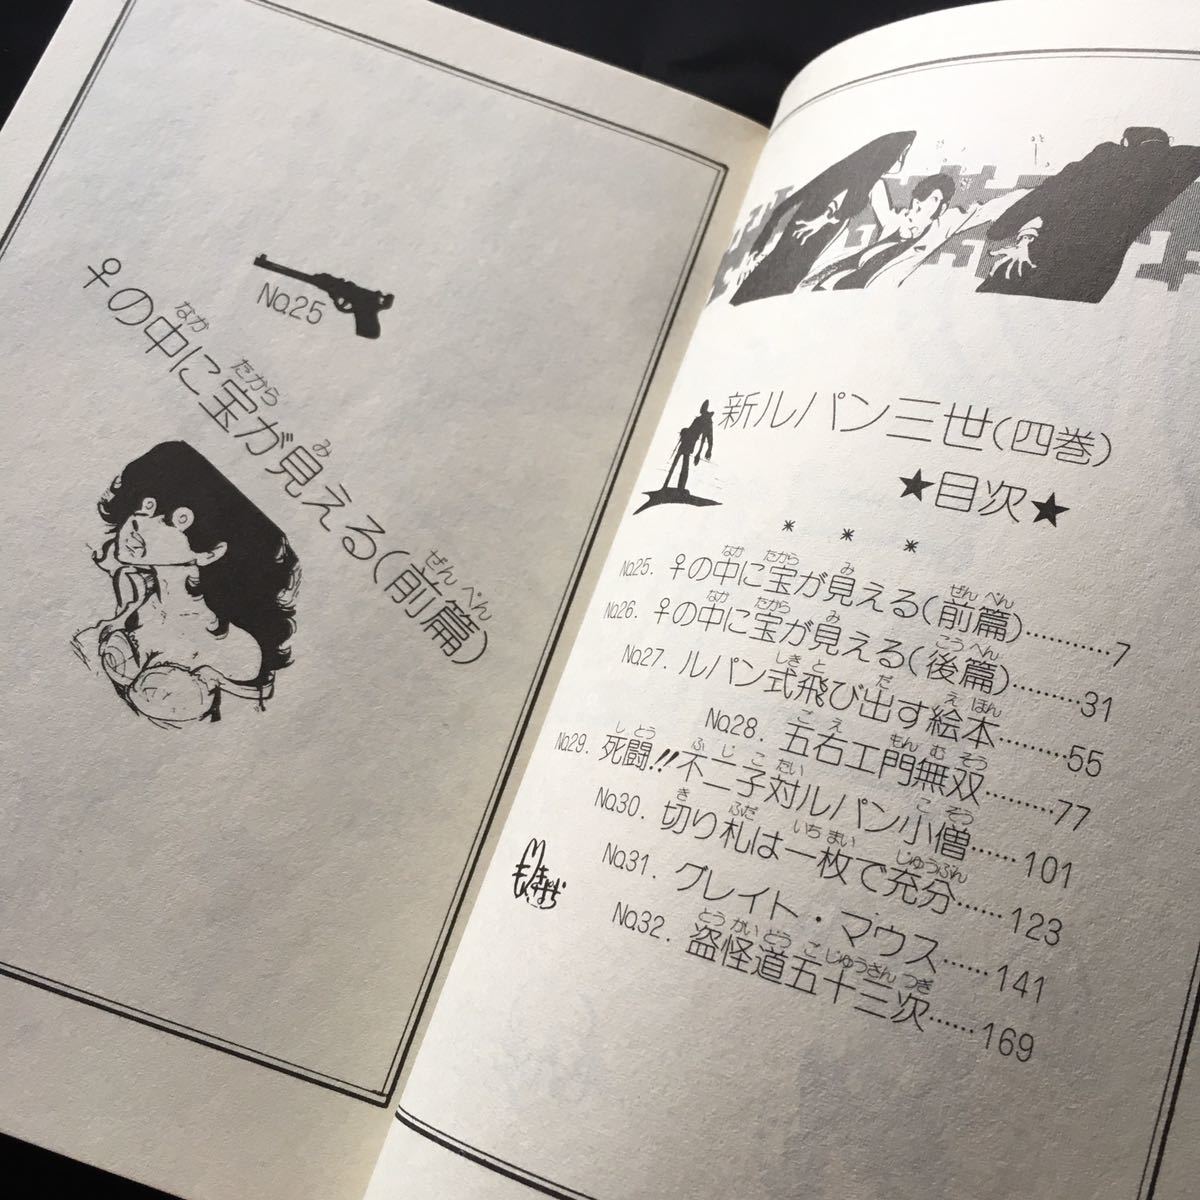 No.25
♀の中に宝が見える(前篇)
新ルパン三世(四巻)
★目次★
* * *
No.25. ♀の中に宝が見える(前篇)…………7
No.26. ♀の中に宝が見える(後篇)………31
No.27. ルパン式飛び出す絵本………55
No.28. 五右ェ門無双………77
No.29. 死闘!!不二子対ルパン小僧……101
No.30. 切り札は一枚で充分……123
No.31. グレイト・マウス……141
No.32. 盗怪道五十三次……169